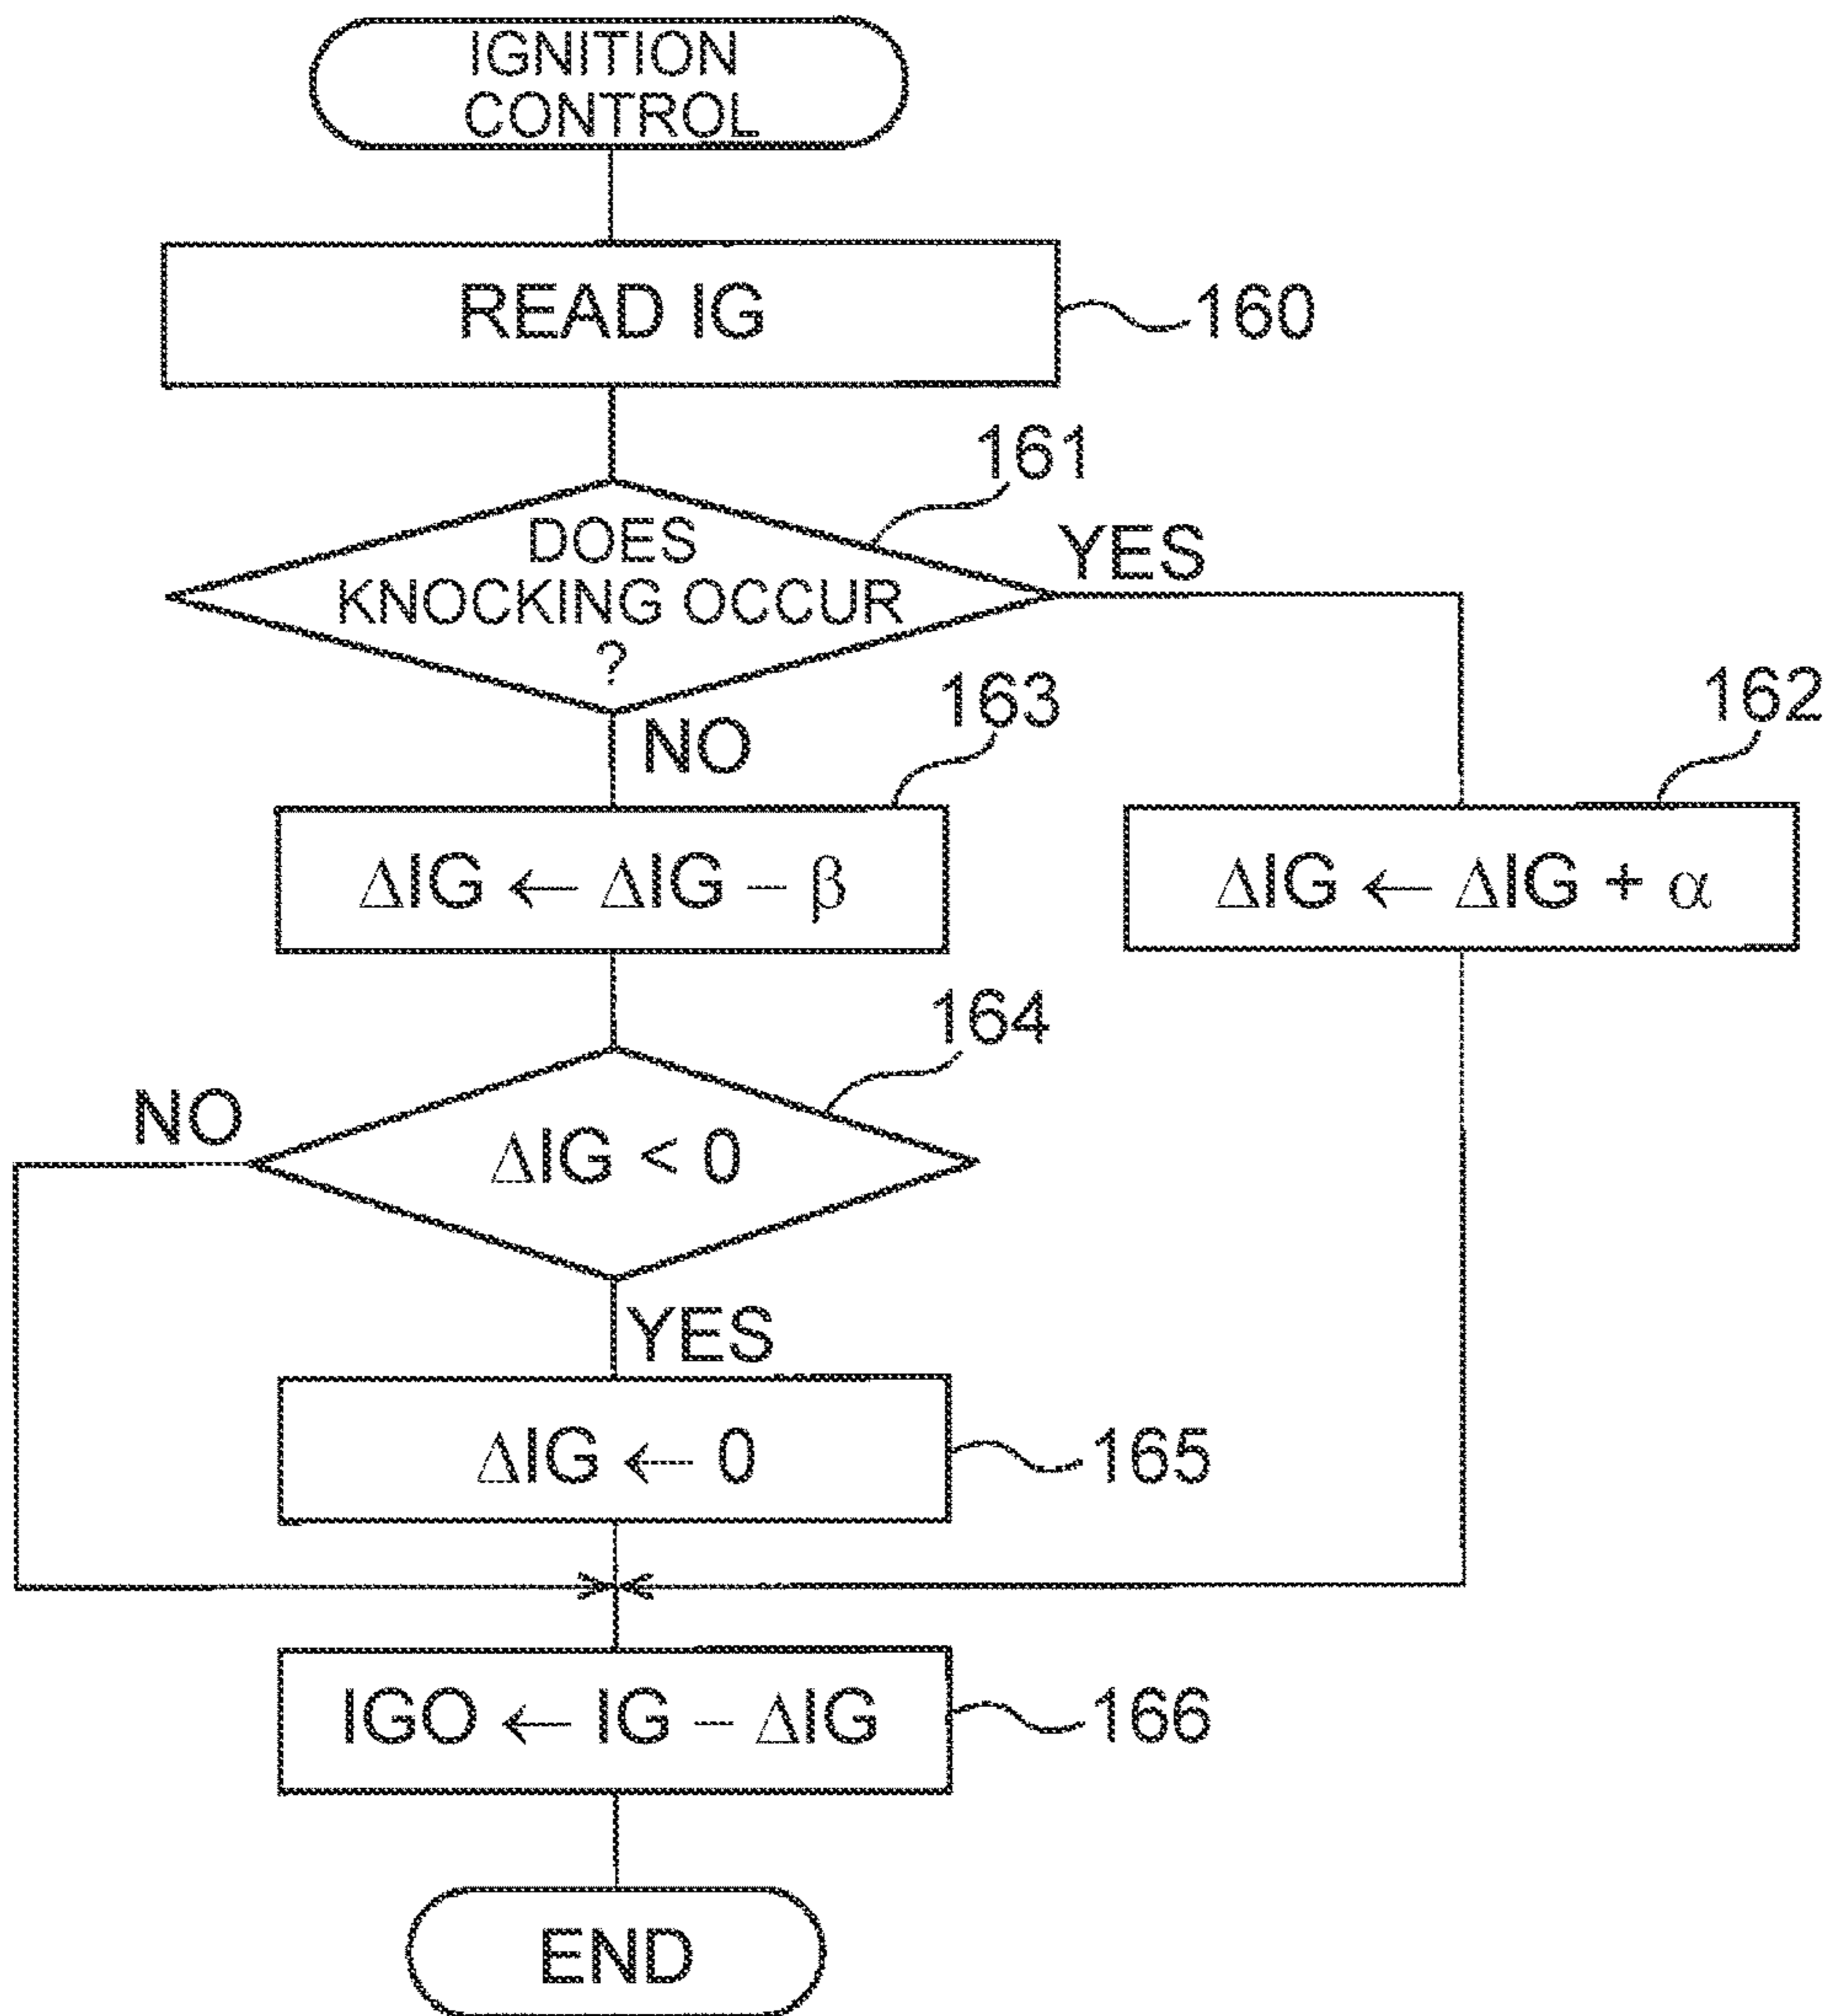 IGNITION
CONTROL
READ IG
160
161
DOES
KNOCKING OCCUR
?
YES
NO
163
162
ΔIG ← ΔIG – β
ΔIG ← ΔIG + α
164
NO
ΔIG < 0
YES
ΔIG ← 0
165
IGO ← IG – ΔIG
166
END